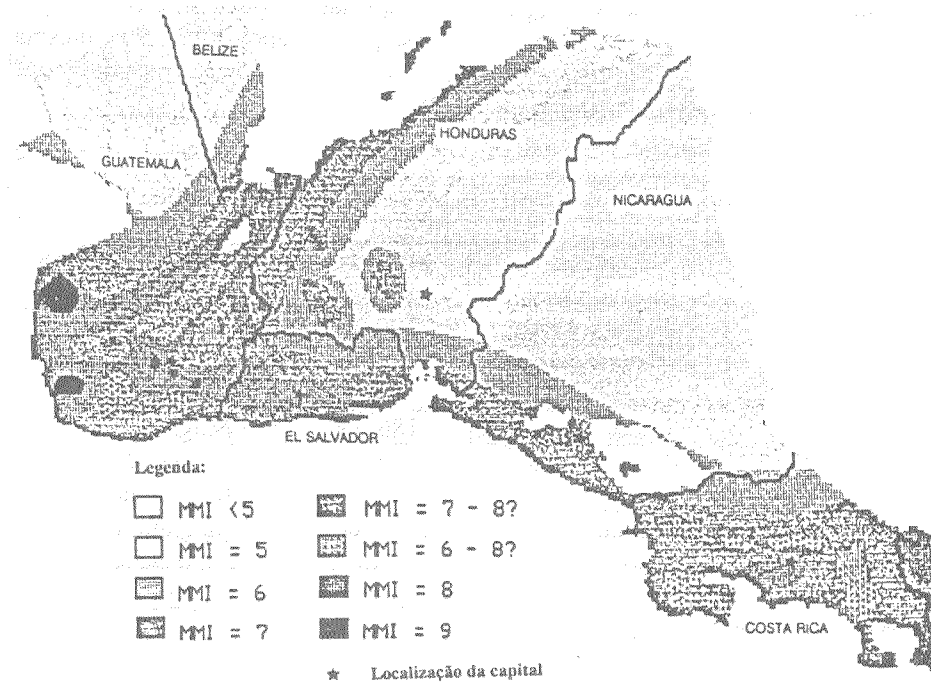 BELIZE
HONDURAS
GUATEMALA
NICARAGUA
EL SALVADOR
Legenda:
MMI <5
MMI = 7 - 8?
MMI = 5
MMI = 6 - 8?
MMI = 6
MMI = 8
MMI = 7
MMI = 9
COSTA RICA
★ Localização da capital